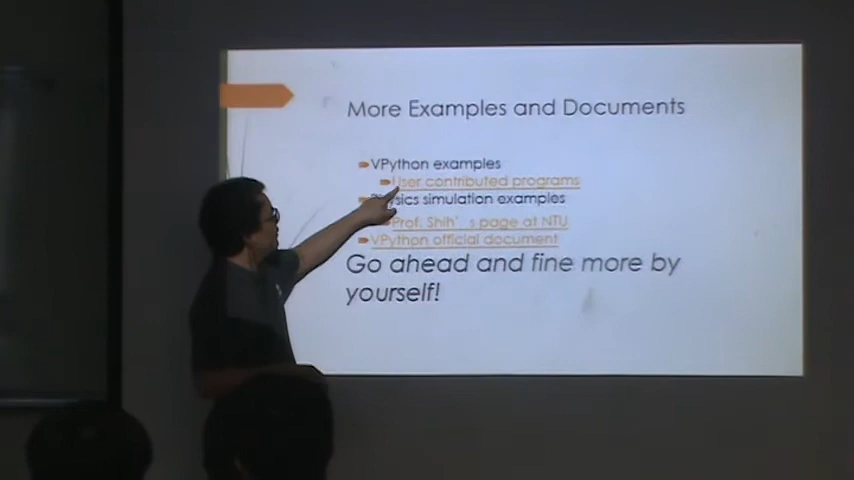 More Examples and Documents
VPython examples
User contributed programs
Physics simulation examples
Prof. Shih's page at NTU
VPython official document
Go ahead and fine more by
yourself!